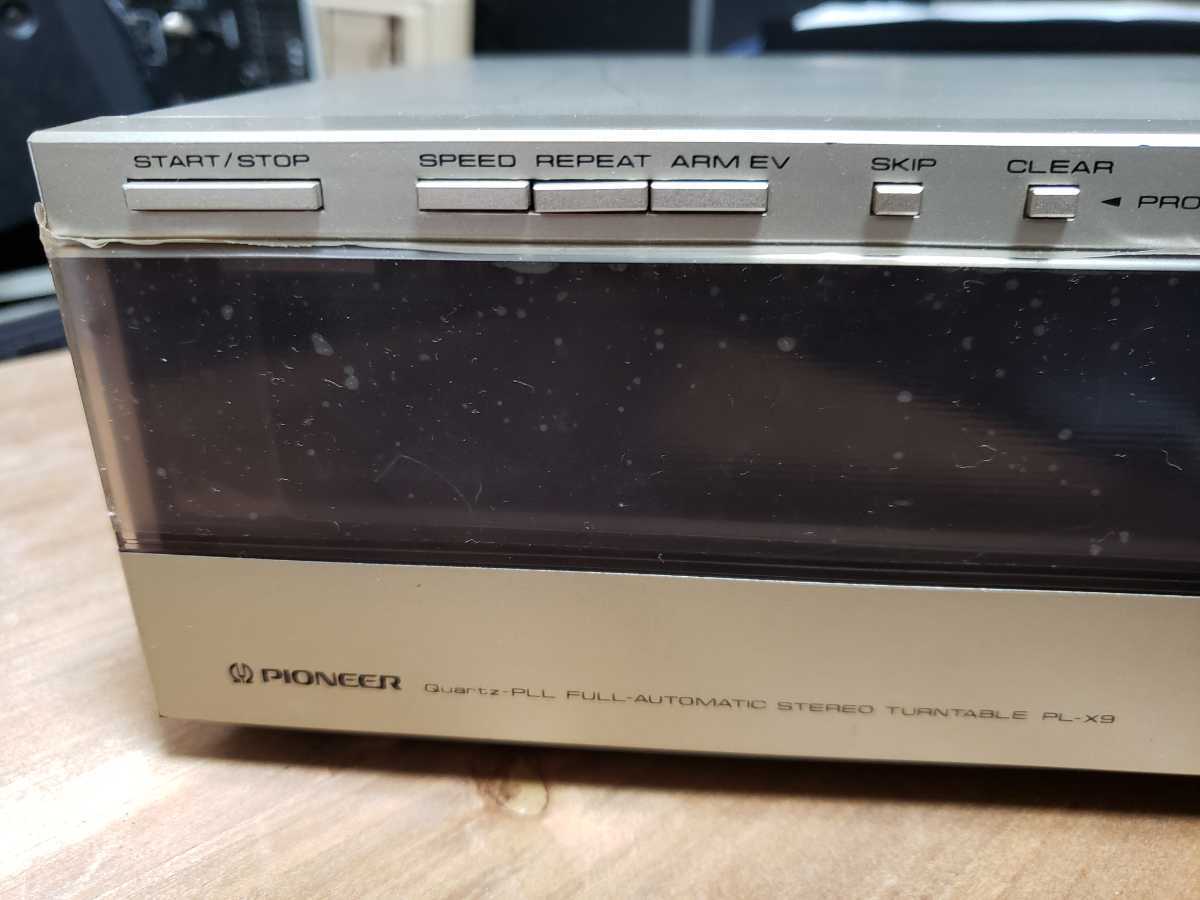 START/STOP SPEED REPEAT ARM EV SKIP CLEAR
◄ PRO
PIONEER Quartz-PLL FULL-AUTOMATIC STEREO TURNTABLE PL-X9